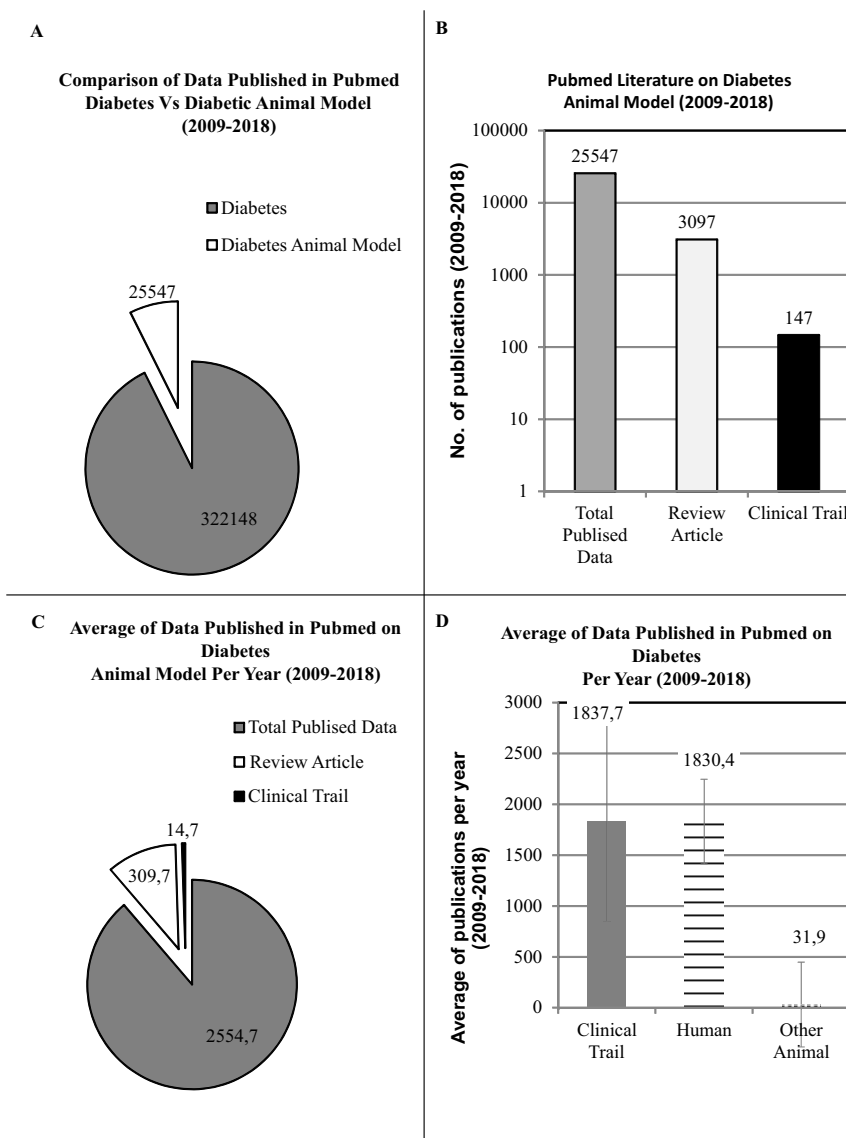 A
Comparison of Data Published in Pubmed
Diabetes Vs Diabetic Animal Model
(2009-2018)
Diabetes
Diabetes Animal Model
25547
322148
B
Pubmed Literature on Diabetes
Animal Model (2009-2018)
No. of publications (2009-2018)
100000
10000
1000
100
10
1
25547
3097
147
Total
Publised
Data
Review
Article
Clinical Trail
C
Average of Data Published in Pubmed on
Diabetes
Animal Model Per Year (2009-2018)
Total Publised Data
Review Article
Clinical Trail
14,7
309,7
2554,7
D
Average of Data Published in Pubmed on
Diabetes
Per Year (2009-2018)
Average of publications per year
(2009-2018)
3000
2500
2000
1500
1000
500
0
1837,7
1830,4
31,9
Clinical
Trail
Human
Other
Animal